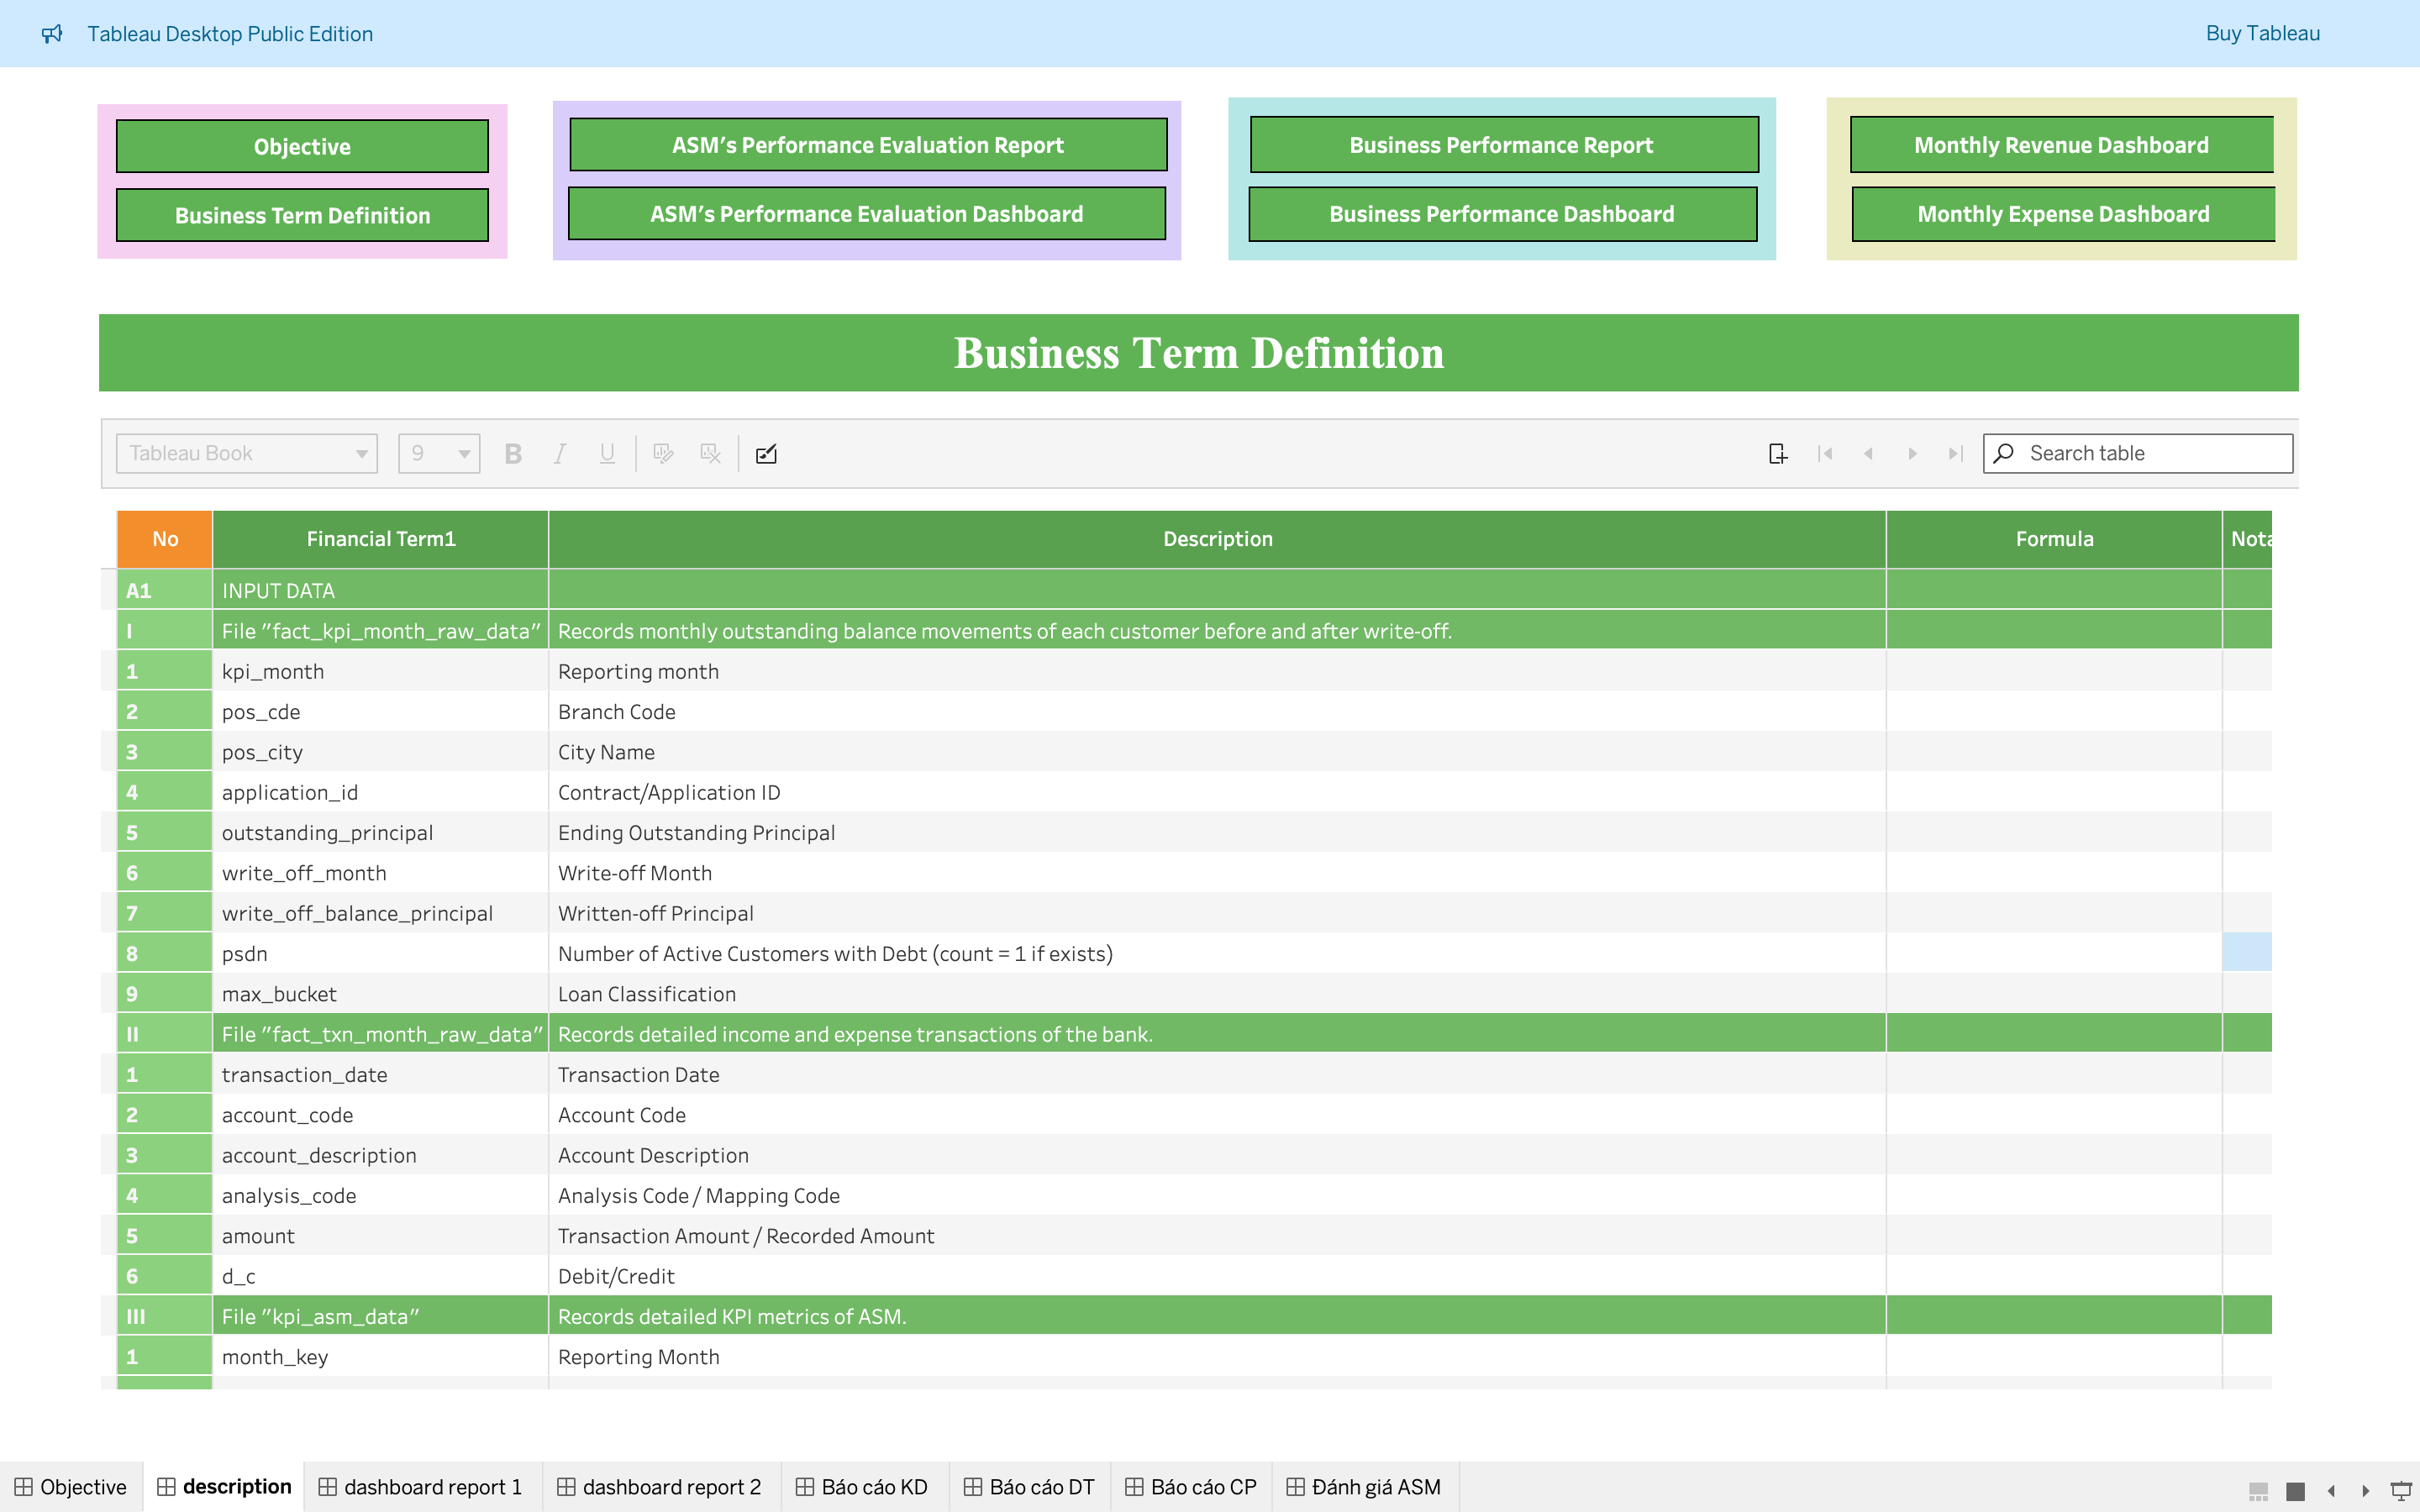 Tableau Desktop Public Edition
Buy Tableau
Objective
Business Term Definition
ASM's Performance Evaluation Report
ASM's Performance Evaluation Dashboard
Business Performance Report
Business Performance Dashboard
Monthly Revenue Dashboard
Monthly Expense Dashboard
Business Term Definition
Tableau Book 9 B I U Search table
No Financial Term1 Description Formula Nota
A1 INPUT DATA
I File "fact_kpi_month_raw_data" Records monthly outstanding balance movements of each customer before and after write-off.
1 kpi_month Reporting month
2 pos_cde Branch Code
3 pos_city City Name
4 application_id Contract/Application ID
5 outstanding_principal Ending Outstanding Principal
6 write_off_month Write-off Month
7 write_off_balance_principal Written-off Principal
8 psdn Number of Active Customers with Debt (count = 1 if exists)
9 max_bucket Loan Classification
II File "fact_txn_month_raw_data" Records detailed income and expense transactions of the bank.
1 transaction_date Transaction Date
2 account_code Account Code
3 account_description Account Description
4 analysis_code Analysis Code / Mapping Code
5 amount Transaction Amount / Recorded Amount
6 d_c Debit/Credit
III File "kpi_asm_data" Records detailed KPI metrics of ASM.
1 month_key Reporting Month
Objective description dashboard report 1 dashboard report 2 Báo cáo KD Báo cáo DT Báo cáo CP Đánh giá ASM